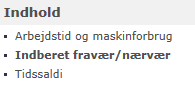 Indhold
Arbejdstid og maskinforbrug
Indberet fravær/nærvær
Tidssaldi